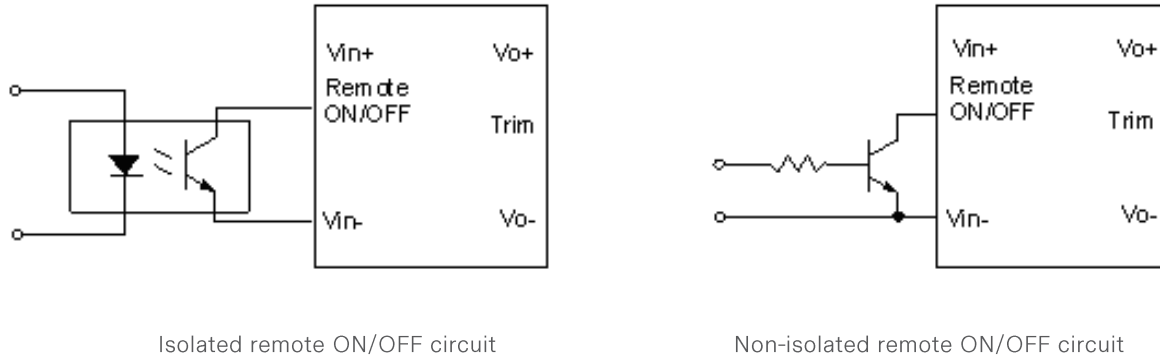 Vin+ Vo+
Remote
ON/OFF
Trim
Vin- Vo-
Isolated remote ON/OFF circuit
Vin+ Vo+
Remote
ON/OFF
Trim
Vin- Vo-
Non-isolated remote ON/OFF circuit